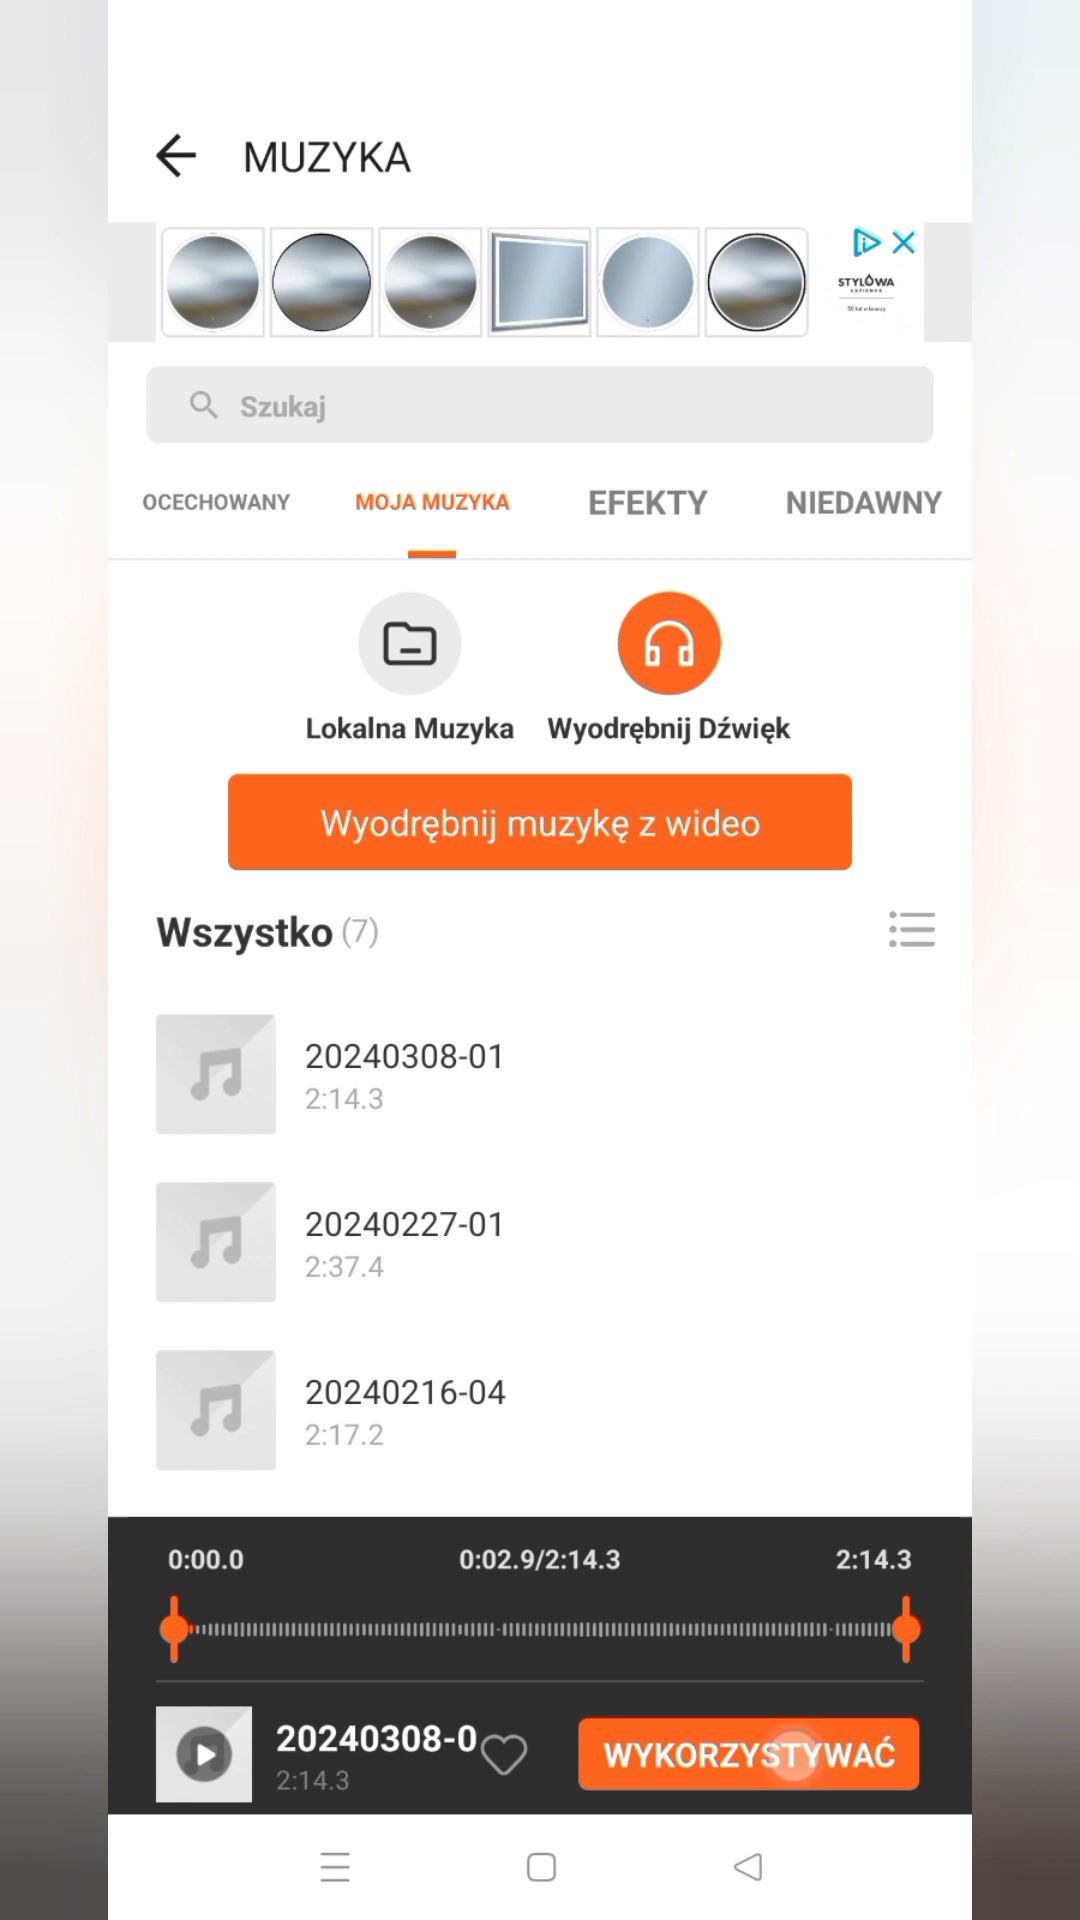 MUZYKA
STYLOWA
ŁAZIENKA
Szukaj
OCECHOWANY
MOJA MUZYKA
EFEKTY
NIEDAWNY
Lokalna Muzyka
Wyodrębnij Dźwięk
Wyodrębnij muzykę z wideo
Wszystko (7)
20240308-01
2:14.3
20240227-01
2:37.4
20240216-04
2:17.2
0:00.0
0:02.9/2:14.3
2:14.3
20240308-0
2:14.3
WYKORZYSTYWAĆ